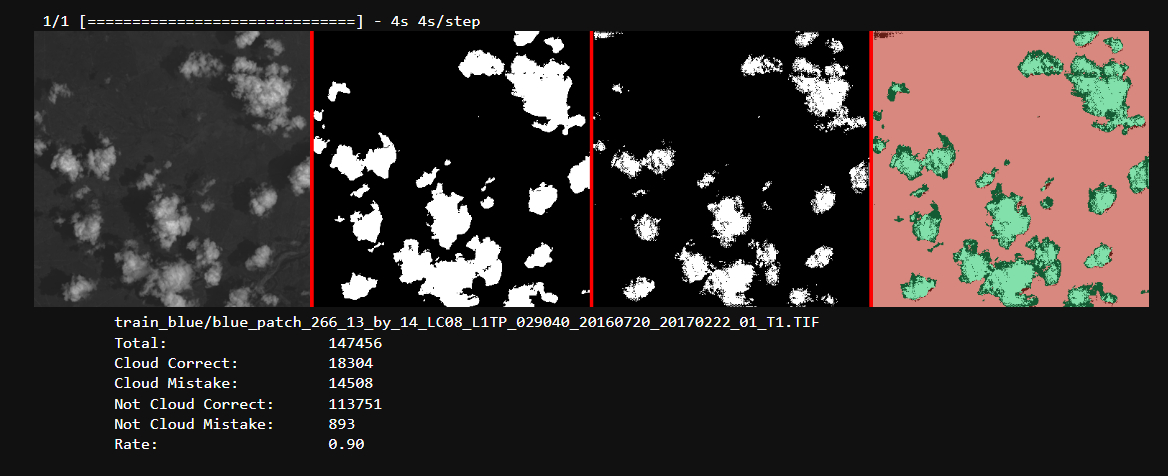 1/1 [==============================] - 4s 4s/step
train_blue/blue_patch_266_13_by_14_LC08_L1TP_029040_20160720_20170222_01_T1.TIF
Total: 147456
Cloud Correct: 18304
Cloud Mistake: 14508
Not Cloud Correct: 113751
Not Cloud Mistake: 893
Rate: 0.90